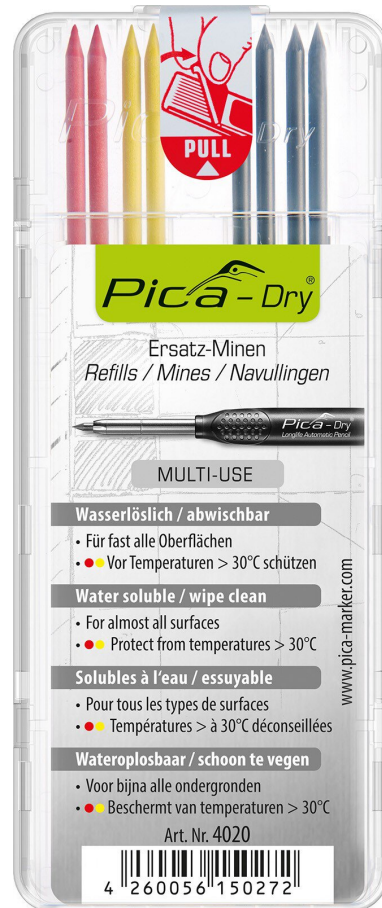 PULL
Pica Dry
Pica-Dry®
Ersatz-Minen
Refills / Mines / Navullingen
Pica-Dry
Longlife Automatic Pencil
MULTI-USE
Wasserlöslich / abwischbar
• Für fast alle Oberflächen
• Vor Temperaturen > 30°C schützen
Water soluble / wipe clean
• For almost all surfaces
• Protect from temperatures > 30°C
Solubles à l'eau / essuyable
• Pour tous les types de surfaces
• Températures > à 30°C déconseillées
Wateroplosbaar / schoon te vegen
• Voor bijna alle ondergronden
• Beschermt van temperaturen > 30°C
www.pica-marker.com
Art. Nr. 4020
4 260056 150272